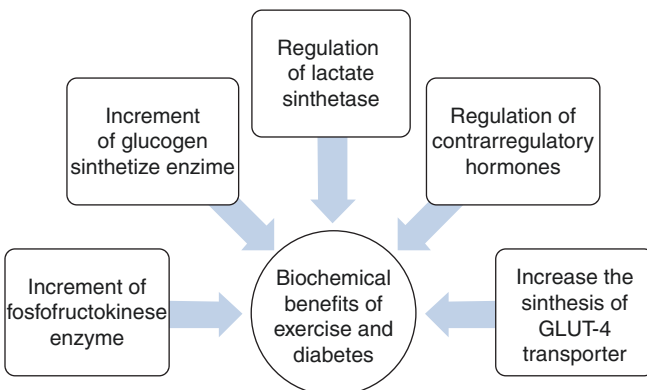 Regulation
of lactate
sinthetase
Increment
of glucogen
sinthetize enzime
Regulation of
contrarregulatory
hormones
Increment of
fosfofructokinese
enzyme
Biochemical
benefits of
exercise and
diabetes
Increase the
sinthesis of
GLUT-4
transporter